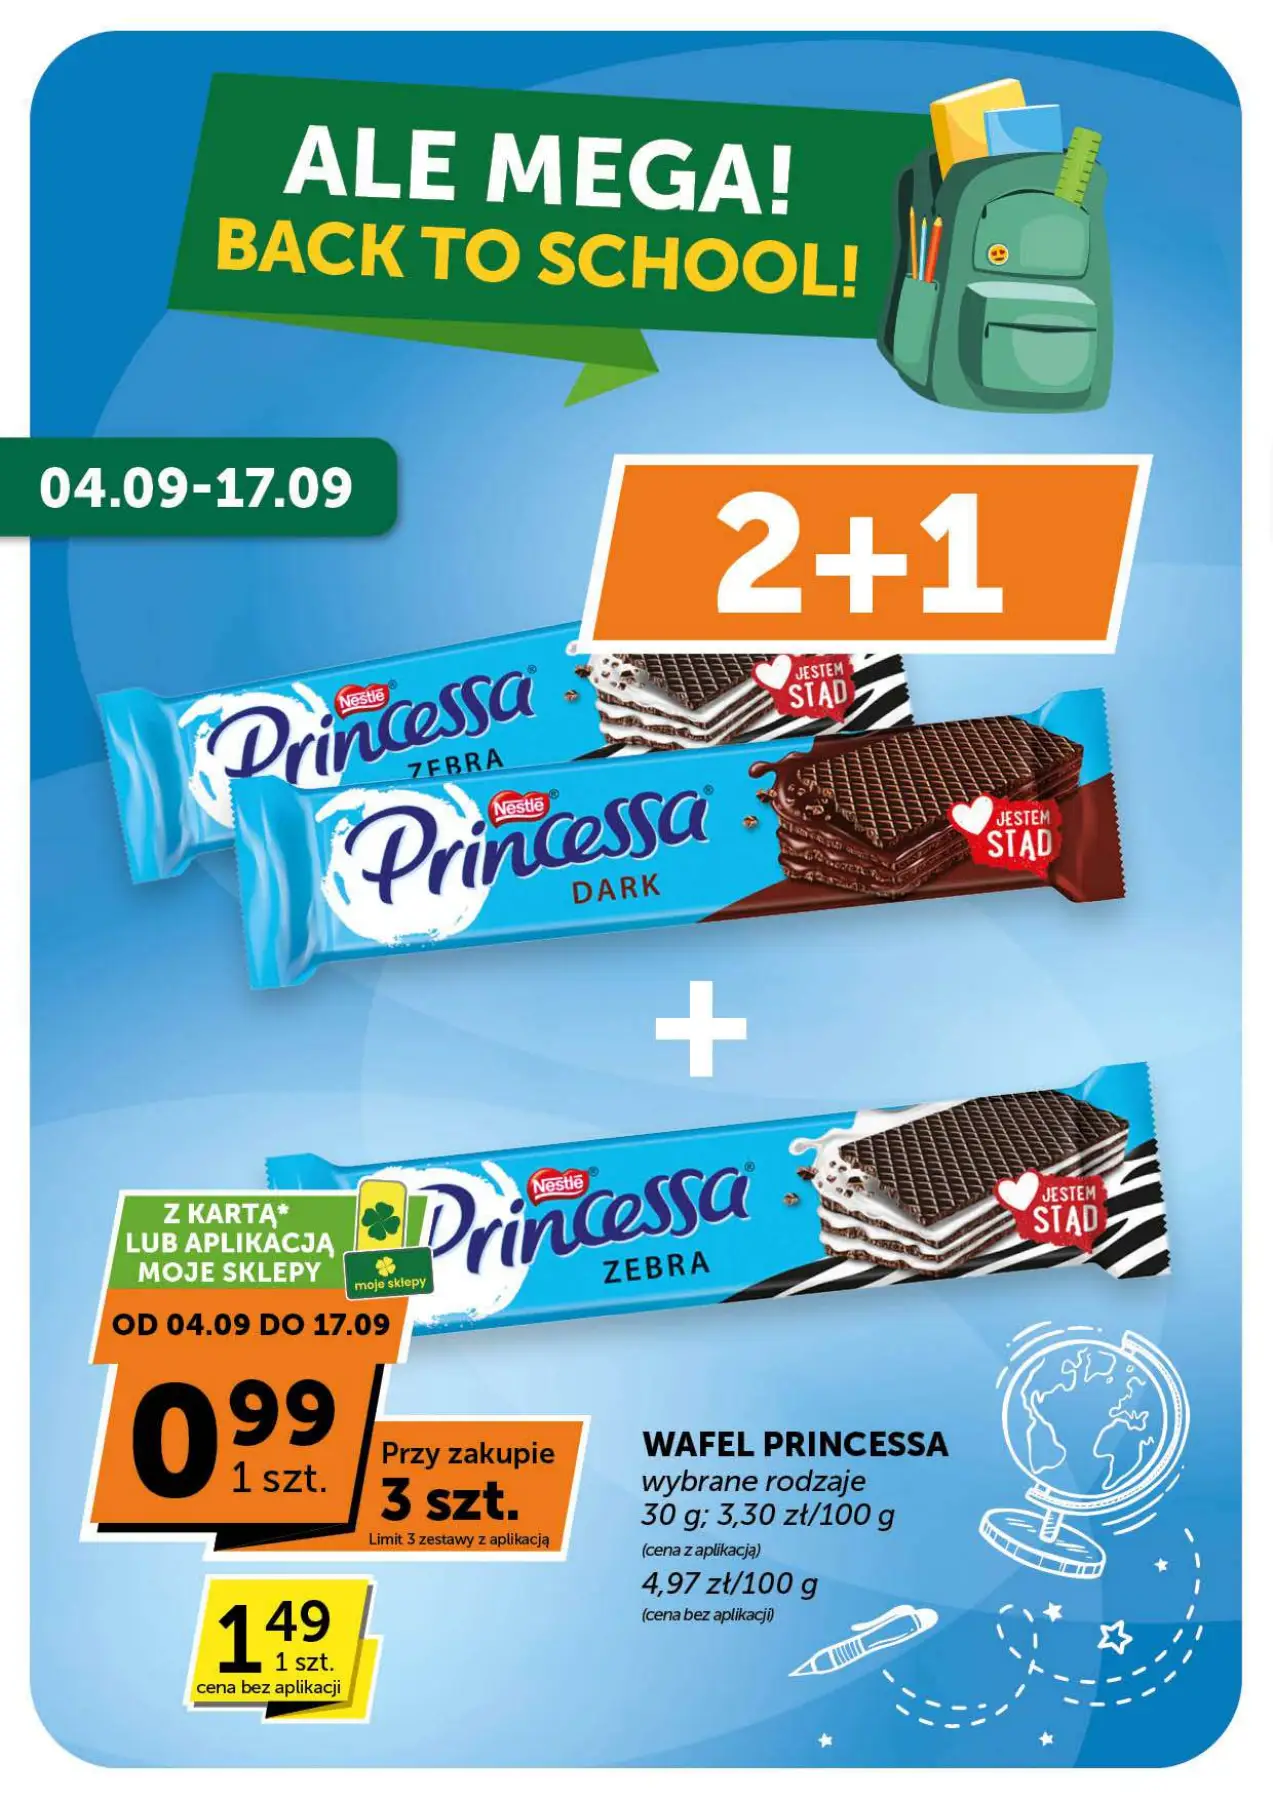 ALE MEGA!
BACK TO SCHOOL!
04.09-17.09
2+1
Nestlé
Princessa
ZEBRA
JESTEM
STĄD
Nestlé
Princessa
DARK
JESTEM
STĄD
+
Nestlé
Princessa
ZEBRA
JESTEM
STĄD
Z KARTĄ*
LUB APLIKACJĄ
MOJE SKLEPY
moje sklepy
OD 04.09 DO 17.09
0 99
1 szt.
Przy zakupie
3 szt.
Limit 3 zestawy z aplikacją
1 49
1 szt.
cena bez aplikacji
WAFEL PRINCESSA
wybrane rodzaje
30 g; 3,30 zł/100 g
(cena z aplikacją)
4,97 zł/100 g
(cena bez aplikacji)